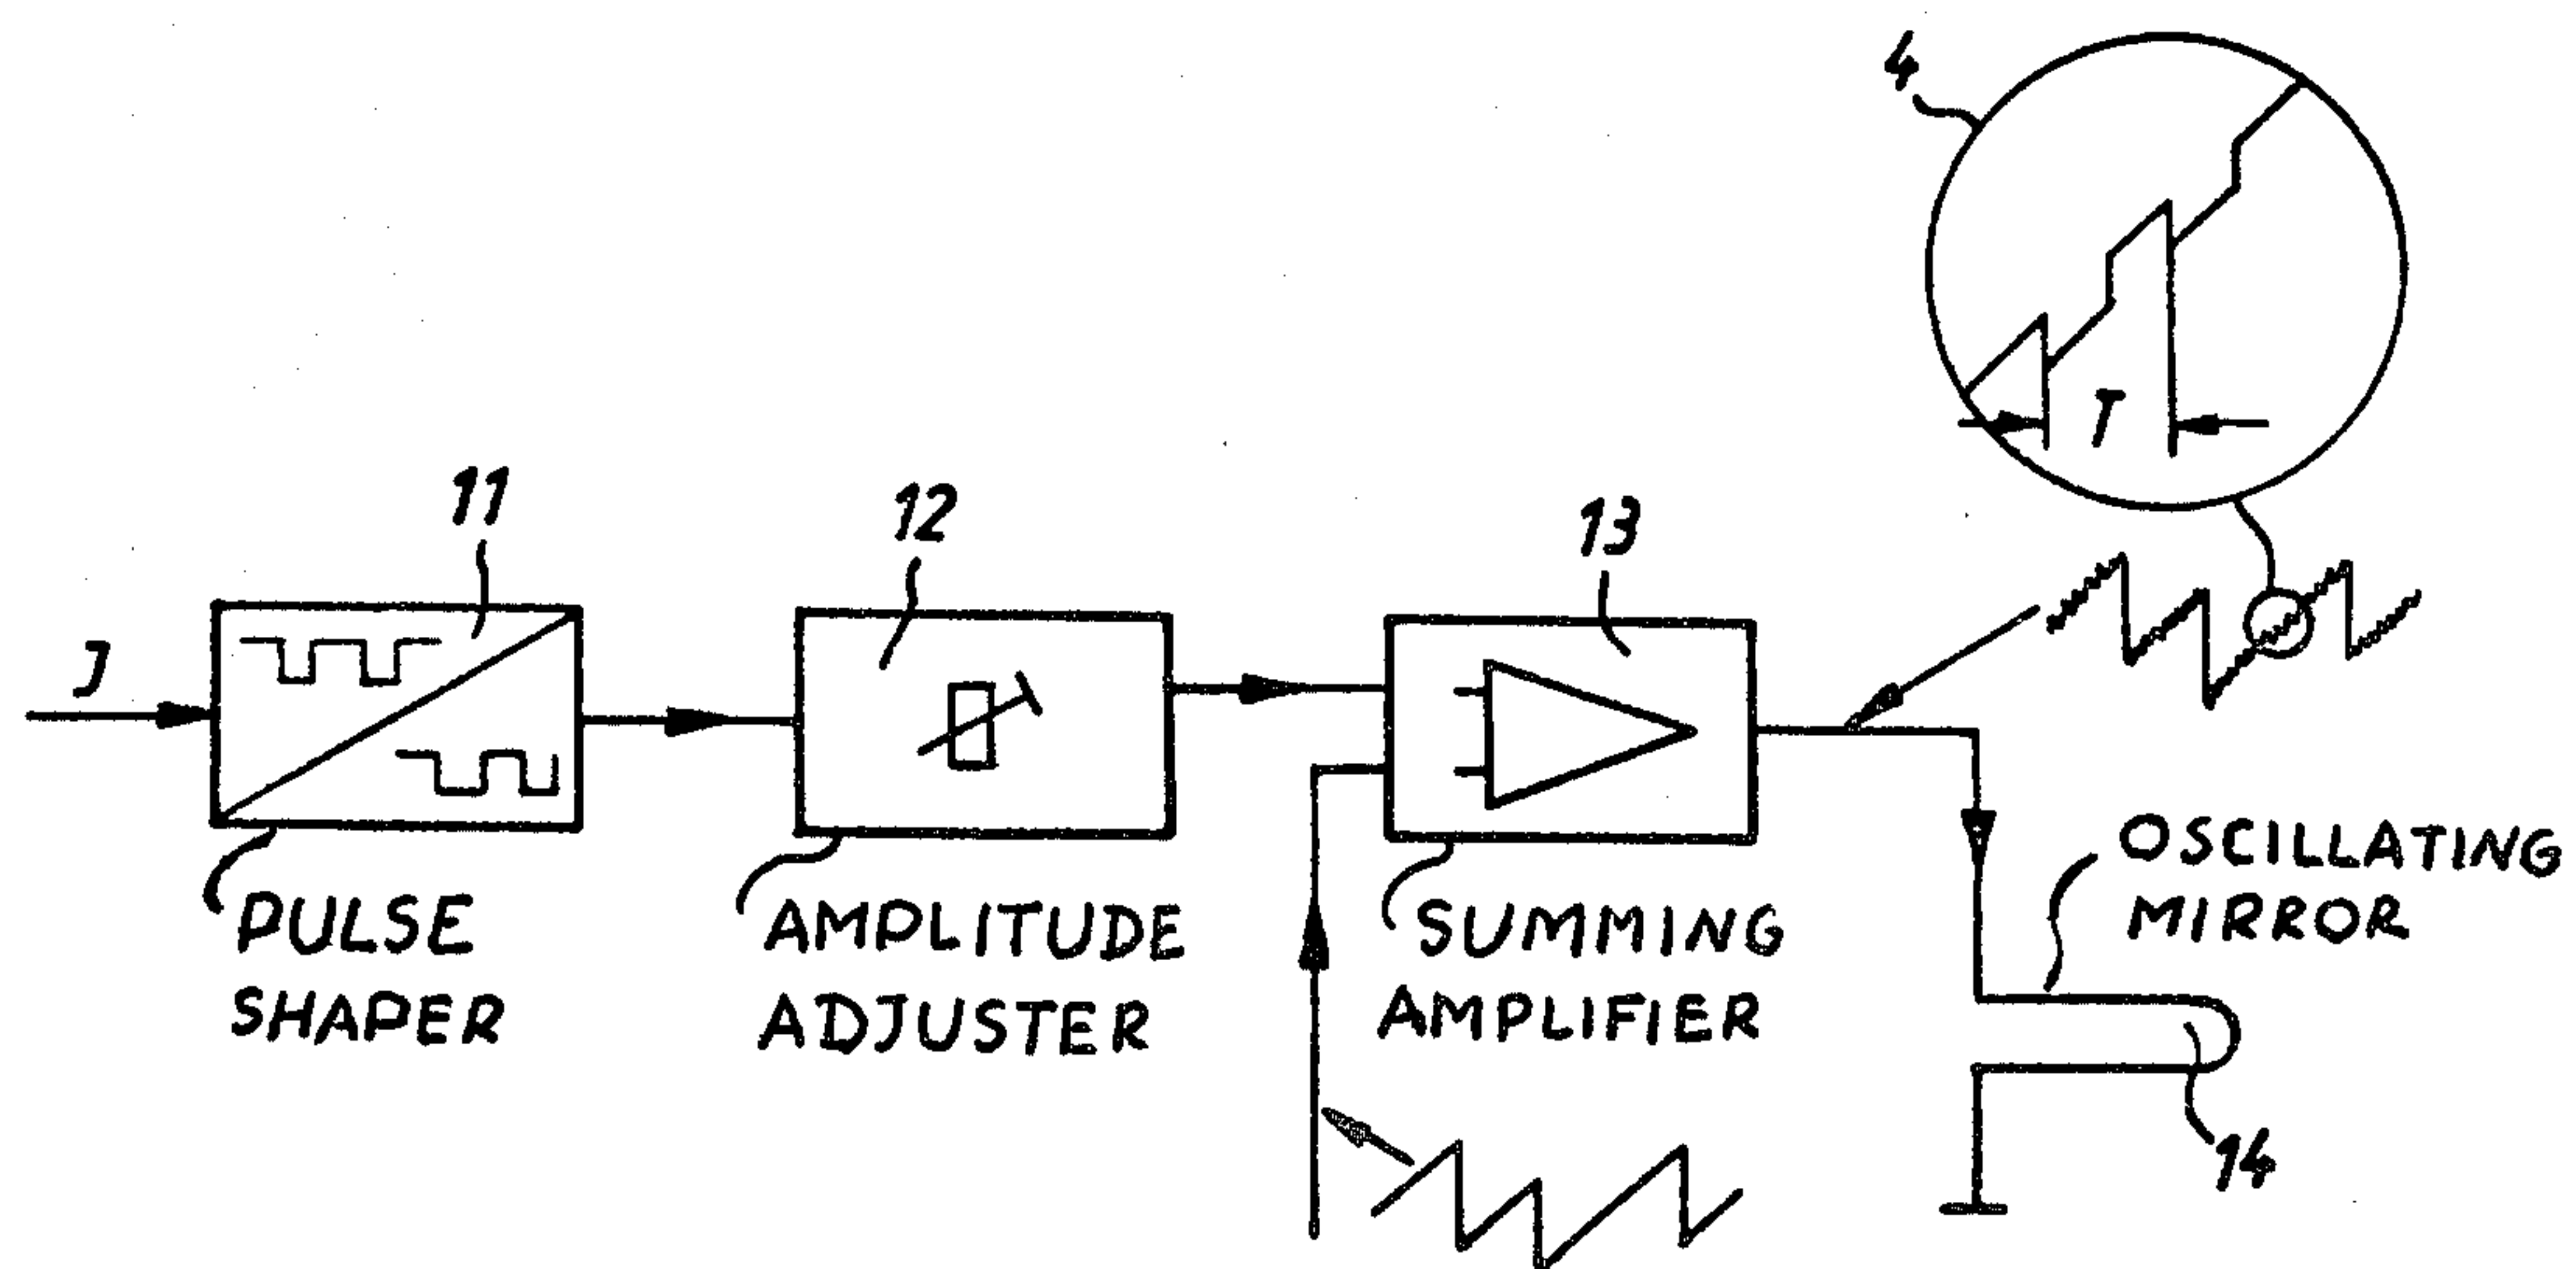 4
T
11
12
13
J
PULSE
SHAPER
AMPLITUDE
ADJUSTER
SUMMING
AMPLIFIER
OSCILLATING
MIRROR
14